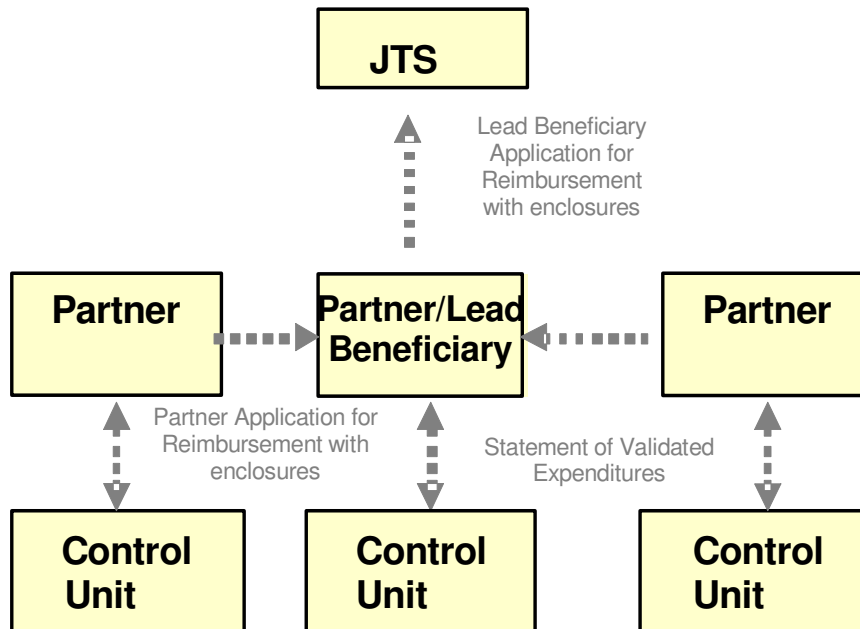 JTS
Lead Beneficiary
Application for
Reimbursement
with enclosures
Partner
Partner/Lead
Beneficiary
Partner
Partner Application for
Reimbursement with
enclosures
Statement of Validated
Expenditures
Control
Unit
Control
Unit
Control
Unit